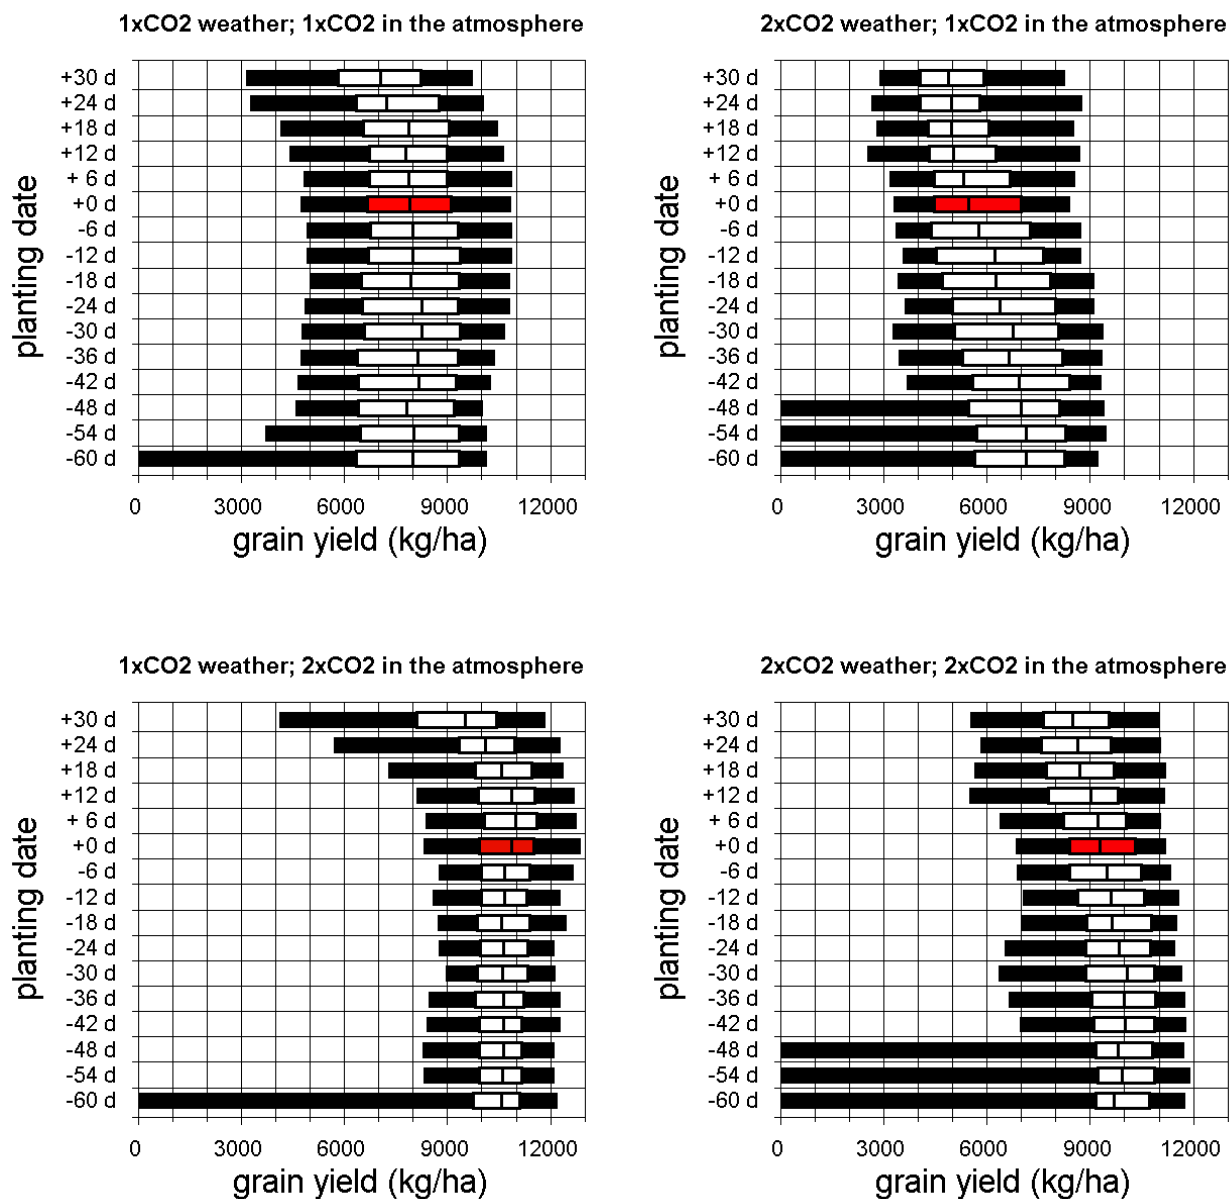 1xCO2 weather; 1xCO2 in the atmosphere
planting date
+30 d
+24 d
+18 d
+12 d
+ 6 d
+0 d
-6 d
-12 d
-18 d
-24 d
-30 d
-36 d
-42 d
-48 d
-54 d
-60 d
0 3000 6000 9000 12000
grain yield (kg/ha)
2xCO2 weather; 1xCO2 in the atmosphere
planting date
+30 d
+24 d
+18 d
+12 d
+ 6 d
+0 d
-6 d
-12 d
-18 d
-24 d
-30 d
-36 d
-42 d
-48 d
-54 d
-60 d
0 3000 6000 9000 12000
grain yield (kg/ha)
1xCO2 weather; 2xCO2 in the atmosphere
planting date
+30 d
+24 d
+18 d
+12 d
+ 6 d
+0 d
-6 d
-12 d
-18 d
-24 d
-30 d
-36 d
-42 d
-48 d
-54 d
-60 d
0 3000 6000 9000 12000
grain yield (kg/ha)
2xCO2 weather; 2xCO2 in the atmosphere
planting date
+30 d
+24 d
+18 d
+12 d
+ 6 d
+0 d
-6 d
-12 d
-18 d
-24 d
-30 d
-36 d
-42 d
-48 d
-54 d
-60 d
0 3000 6000 9000 12000
grain yield (kg/ha)